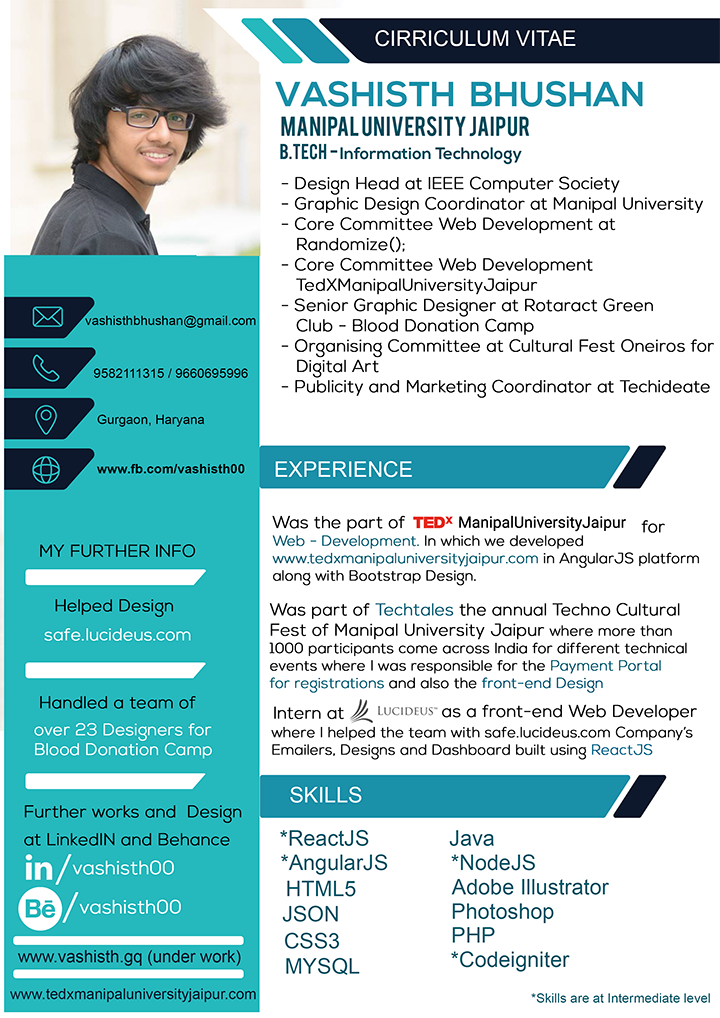 CIRRICULUM VITAE
VASHISTH BHUSHAN
MANIPAL UNIVERSITY JAIPUR
B.TECH - Information Technology
- Design Head at IEEE Computer Society
- Graphic Design Coordinator at Manipal University
- Core Committee Web Development at
Randomize();
- Core Committee Web Development
TedXManipalUniversityJaipur
- Senior Graphic Designer at Rotaract Green
Club - Blood Donation Camp
- Organising Committee at Cultural Fest Oneiros for
Digital Art
- Publicity and Marketing Coordinator at Techideate
vashisthbhushan@gmail.com
9582111315 / 9660695996
Gurgaon, Haryana
www.fb.com/vashisth00
MY FURTHER INFO
Helped Design
safe.lucideus.com
Handled a team of
over 23 Designers for
Blood Donation Camp
Further works and Design
at LinkedIN and Behance
in/vashisth00
Bē/vashisth00
www.vashisth.gq (under work)
www.tedxmanipaluniversityjaipur.com
EXPERIENCE
Was the part of TEDx ManipalUniversityJaipur for
Web - Development. In which we developed
www.tedxmanipaluniversityjaipur.com in AngularJS platform
along with Bootstrap Design.
Was part of Techtales the annual Techno Cultural
Fest of Manipal University Jaipur where more than
1000 participants come across India for different technical
events where I was responsible for the Payment Portal
for registrations and also the front-end Design
Intern at LUCIDEUS™ as a front-end Web Developer
where I helped the team with safe.lucideus.com Company's
Emailers, Designs and Dashboard built using ReactJS
SKILLS
*ReactJS
*AngularJS
HTML5
JSON
CSS3
MYSQL
Java
*NodeJS
Adobe Illustrator
Photoshop
PHP
*Codeigniter
*Skills are at Intermediate level